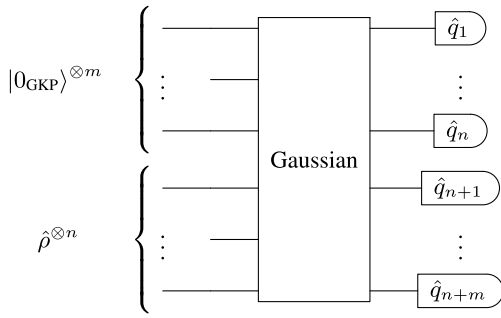 |0_GKP⟩^⊗m
⋮
ρ̂^⊗n
⋮
Gaussian
q̂_1
⋮
q̂_n
q̂_{n+1}
⋮
q̂_{n+m}